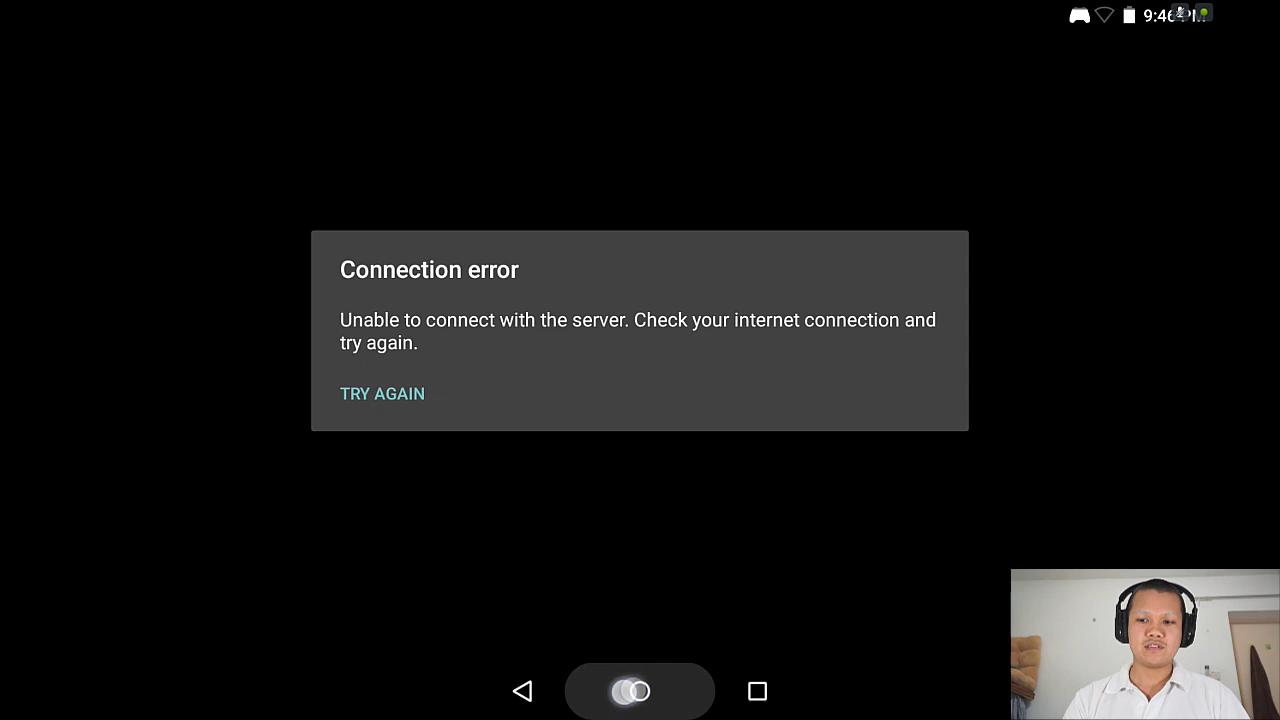 Connection error
Unable to connect with the server. Check your internet connection and
try again.
TRY AGAIN